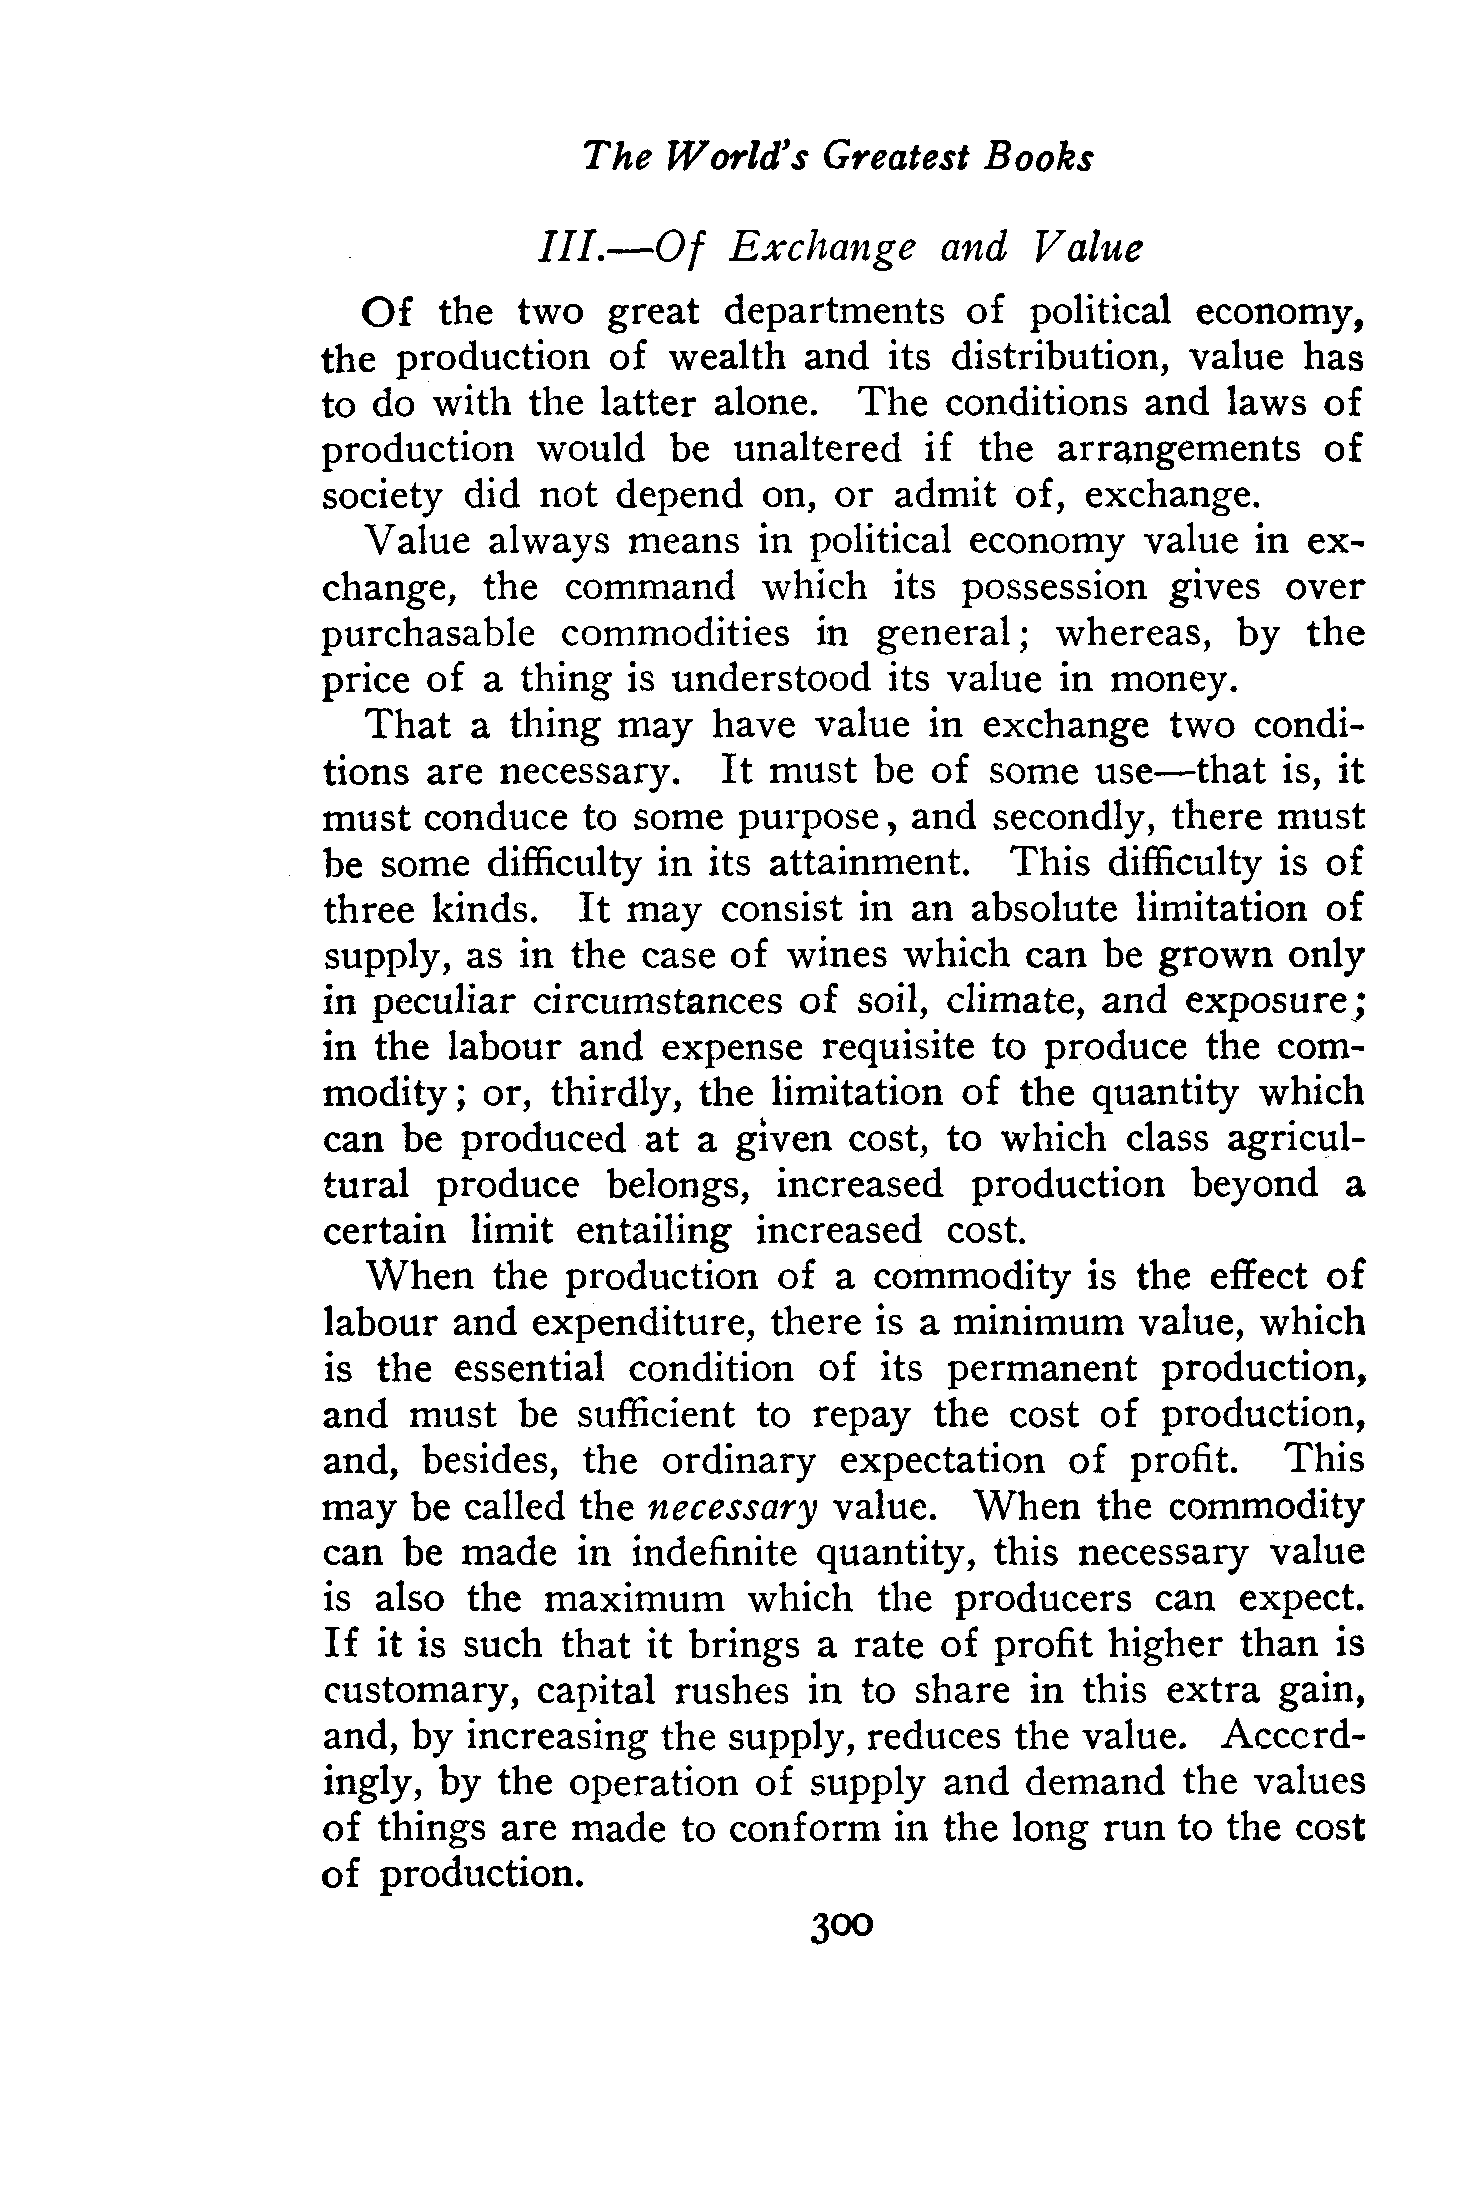 The World's Greatest Books
III.—Of Exchange and Value
Of the two great departments of political economy,
the production of wealth and its distribution, value has
to do with the latter alone. The conditions and laws of
production would be unaltered if the arrangements of
society did not depend on, or admit of, exchange.
Value always means in political economy value in ex-
change, the command which its possession gives over
purchasable commodities in general; whereas, by the
price of a thing is understood its value in money.
That a thing may have value in exchange two condi-
tions are necessary. It must be of some use—that is, it
must conduce to some purpose, and secondly, there must
be some difficulty in its attainment. This difficulty is of
three kinds. It may consist in an absolute limitation of
supply, as in the case of wines which can be grown only
in peculiar circumstances of soil, climate, and exposure;
in the labour and expense requisite to produce the com-
modity; or, thirdly, the limitation of the quantity which
can be produced at a given cost, to which class agricul-
tural produce belongs, increased production beyond a
certain limit entailing increased cost.
When the production of a commodity is the effect of
labour and expenditure, there is a minimum value, which
is the essential condition of its permanent production,
and must be sufficient to repay the cost of production,
and, besides, the ordinary expectation of profit. This
may be called the necessary value. When the commodity
can be made in indefinite quantity, this necessary value
is also the maximum which the producers can expect.
If it is such that it brings a rate of profit higher than is
customary, capital rushes in to share in this extra gain,
and, by increasing the supply, reduces the value. Acccrd-
ingly, by the operation of supply and demand the values
of things are made to conform in the long run to the cost
of production.
300